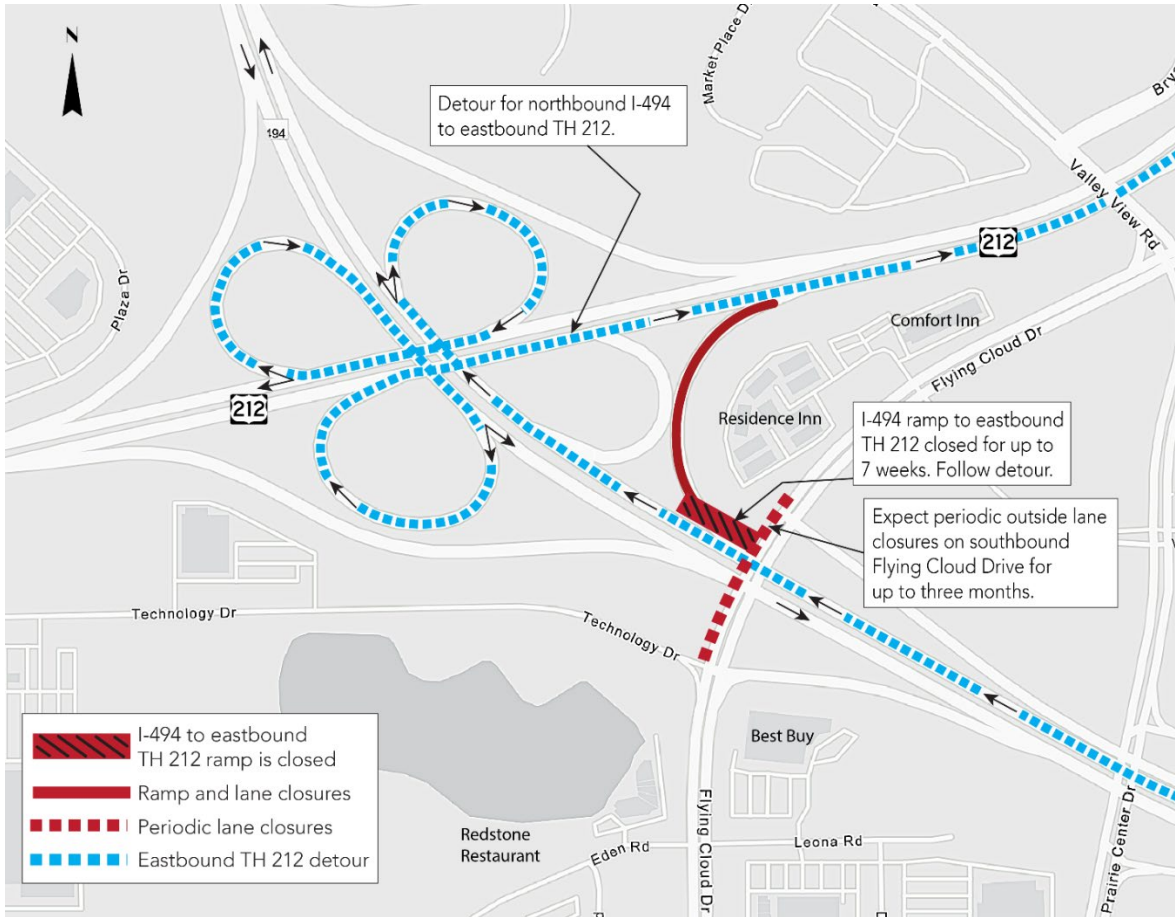 N
Market Place D
Bry
Detour for northbound I-494
to eastbound TH 212.
494
Valley View Rd
212
Plaza Dr
Comfort Inn
Flying Cloud Dr
212
Residence Inn
I-494 ramp to eastbound
TH 212 closed for up to
7 weeks. Follow detour.
Expect periodic outside lane
closures on southbound
Flying Cloud Drive for
up to three months.
Technology Dr
Technology Dr
I-494 to eastbound
TH 212 ramp is closed
Ramp and lane closures
Periodic lane closures
Eastbound TH 212 detour
Best Buy
Redstone
Restaurant
Flying Cloud Dr
Eden Rd
Leona Rd
Prairie Center Dr